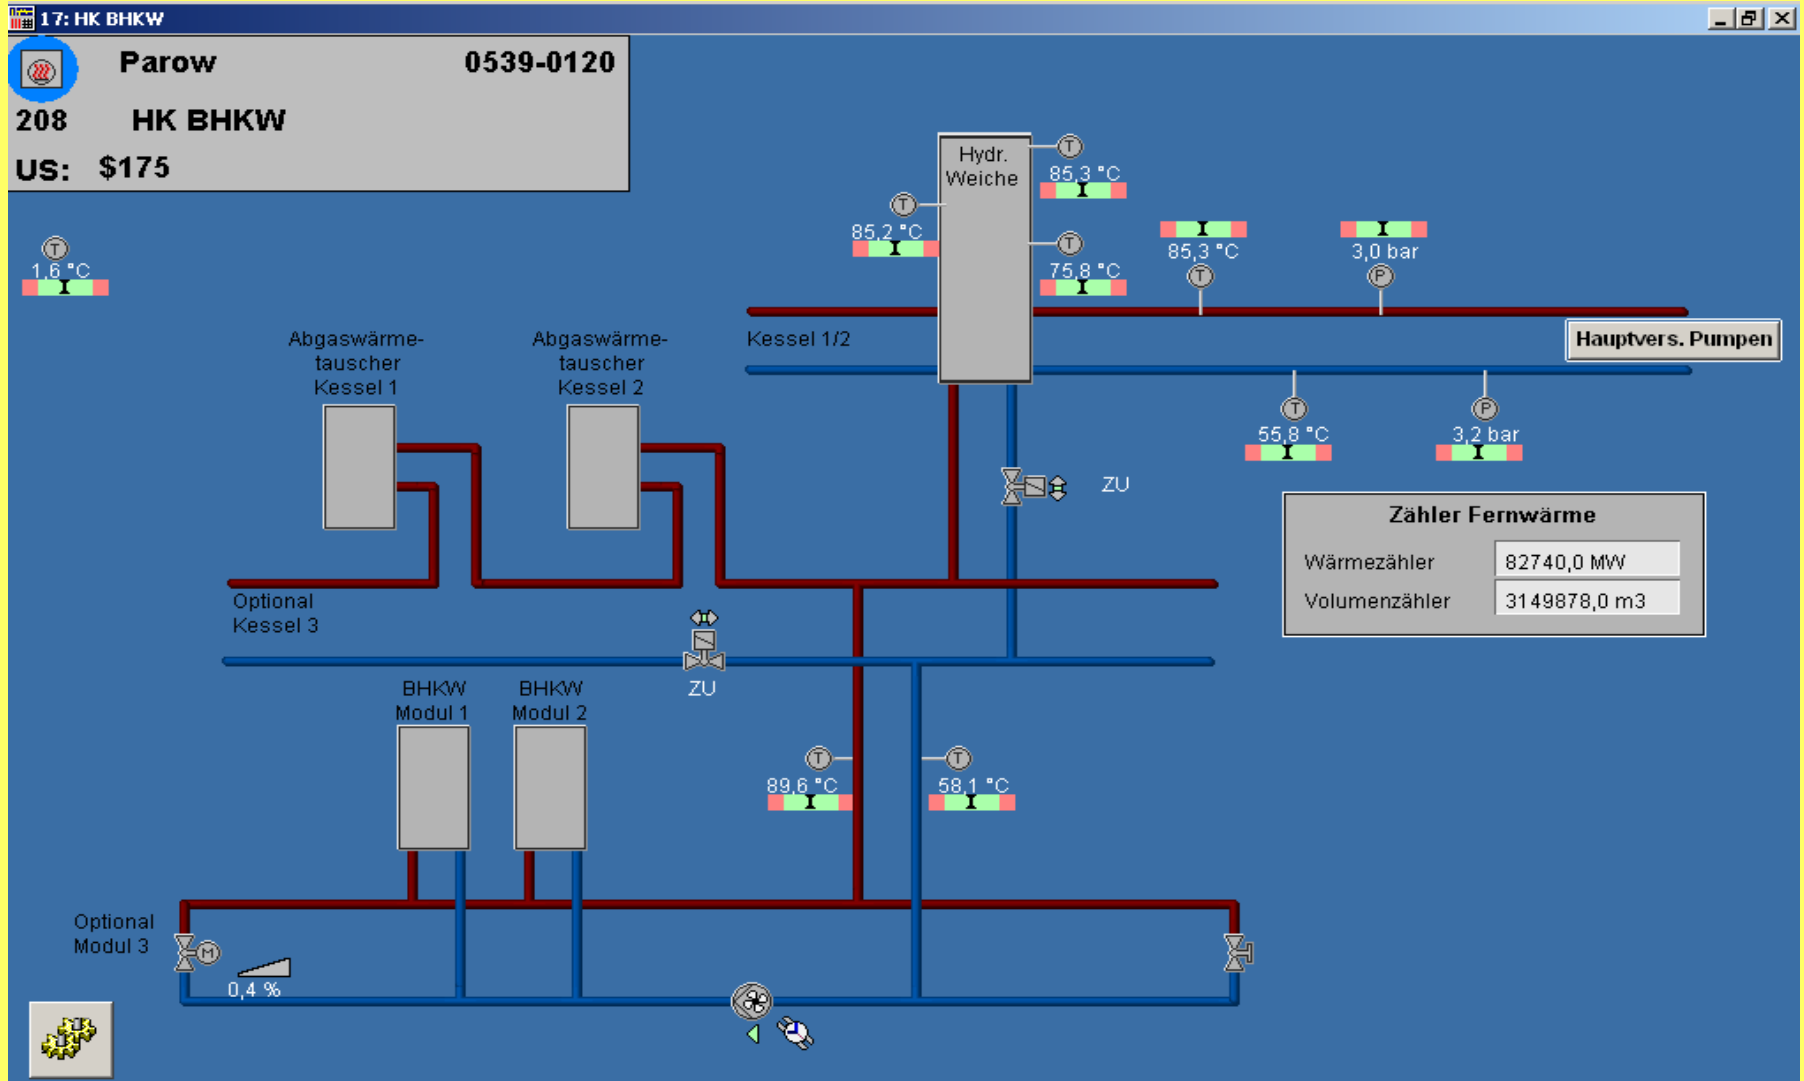 17: HK BHKW
Parow 0539-0120
208 HK BHKW
US: $175
Hydr.
Weiche
T
85,3 °C
T
85,2 °C
T
75,8 °C
85,3 °C
T
3,0 bar
P
T
1,6 °C
Abgaswärme-
tauscher
Kessel 1
Abgaswärme-
tauscher
Kessel 2
Kessel 1/2
Hauptvers. Pumpen
T
55,8 °C
P
3,2 bar
ZU
Zähler Fernwärme
Wärmezähler 82740,0 MW
Volumenzähler 3149878,0 m3
Optional
Kessel 3
ZU
BHKW
Modul 1
BHKW
Modul 2
T
89,6 °C
T
58,1 °C
Optional
Modul 3
M
0,4 %